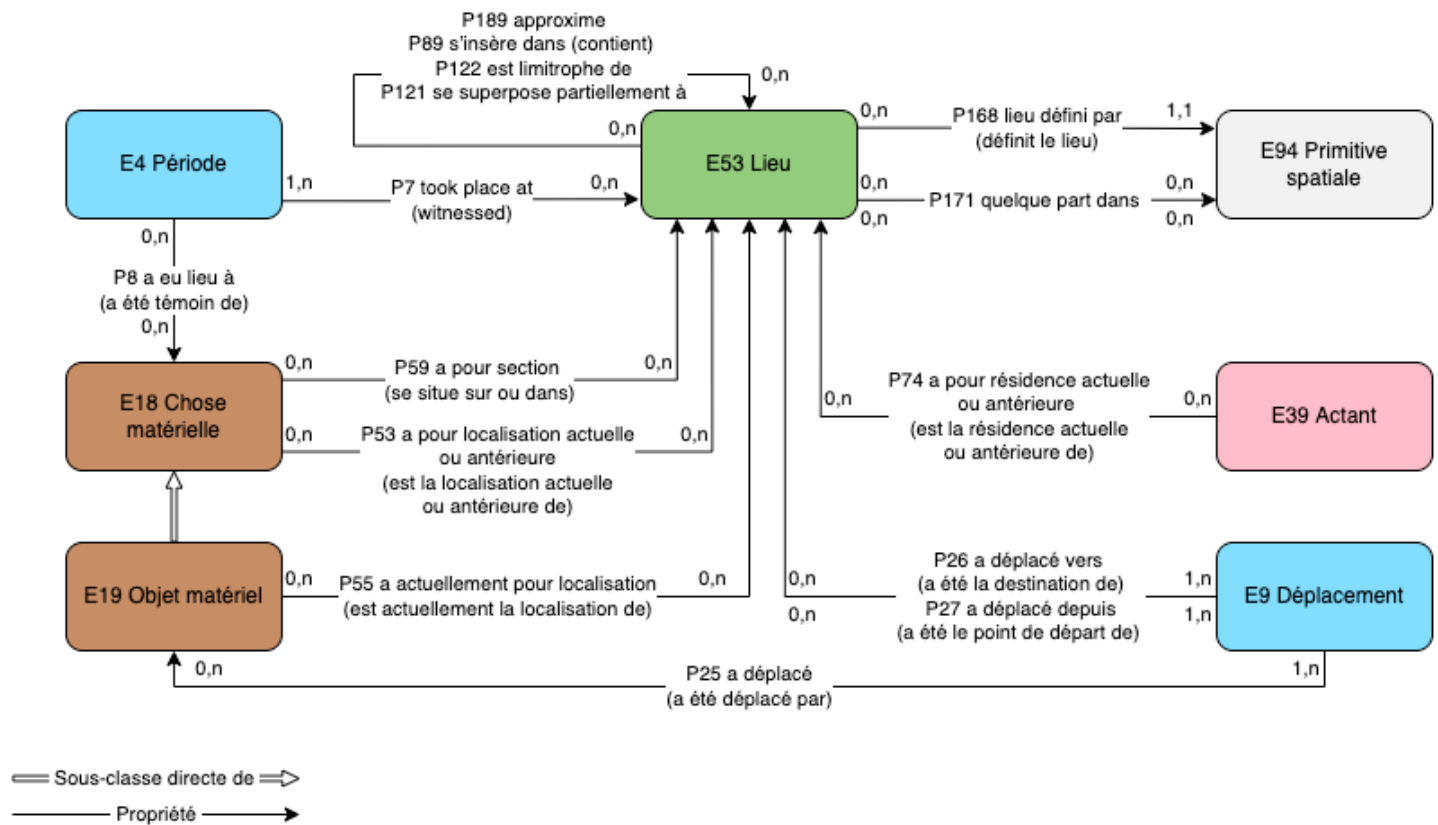 P189 approxime
P89 s'insère dans (contient)
P122 est limitrophe de
P121 se superpose partiellement à
0,n
0,n
E4 Période
E53 Lieu
E94 Primitive
spatiale
0,n
P168 lieu défini par
(définit le lieu)
1,1
1,n
P7 took place at
(witnessed)
0,n
0,n
0,n
P171 quelque part dans
0,n
0,n
0,n
P8 a eu lieu à
(a été témoin de)
0,n
E18 Chose
matérielle
0,n
P59 a pour section
(se situe sur ou dans)
0,n
0,n
P53 a pour localisation actuelle
ou antérieure
(est la localisation actuelle
ou antérieure de)
0,n
0,n
P74 a pour résidence actuelle
ou antérieure
(est la résidence actuelle
ou antérieure de)
0,n
E39 Actant
E19 Objet matériel
0,n
P55 a actuellement pour localisation
(est actuellement la localisation de)
0,n
0,n
0,n
P26 a déplacé vers
(a été la destination de)
P27 a déplacé depuis
(a été le point de départ de)
1,n
1,n
E9 Déplacement
0,n
P25 a déplacé
(a été déplacé par)
1,n
Sous-classe directe de
Propriété